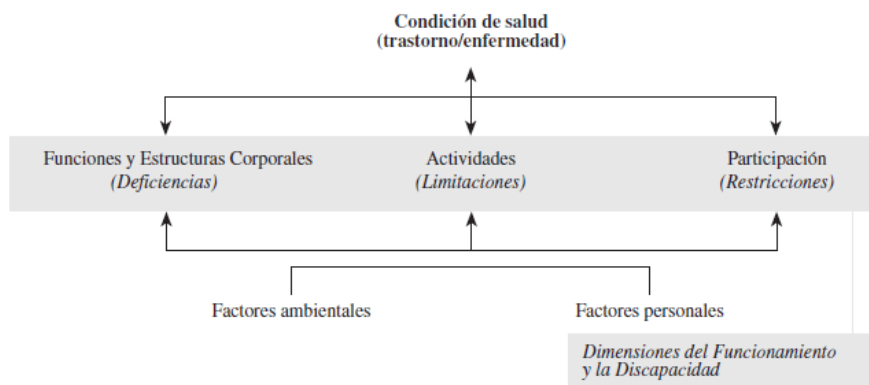 Condición de salud
(trastorno/enfermedad)
Funciones y Estructuras Corporales
(Deficiencias)
Actividades
(Limitaciones)
Participación
(Restricciones)
Factores ambientales
Factores personales
Dimensiones del Funcionamiento
y la Discapacidad